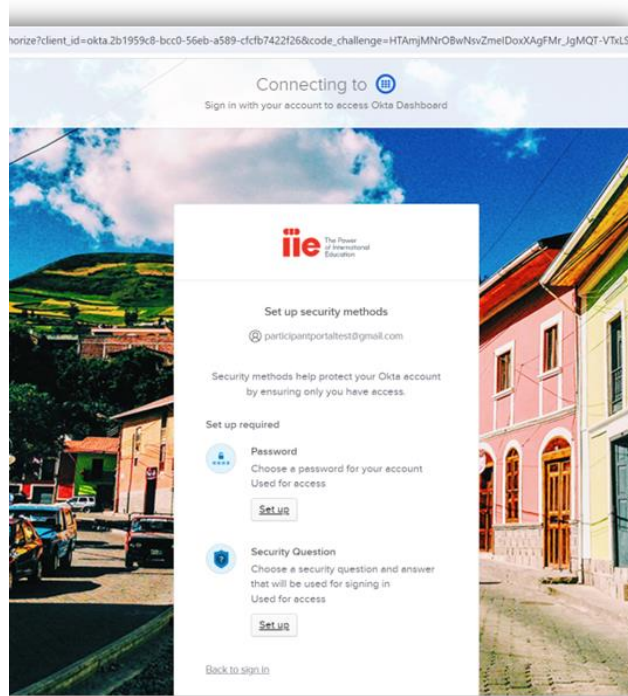 horize?client_id=okta.2b1959c8-bcc0-56eb-a589-cfcfb7422f26&code_challenge=HTAmjMNrOBwNsvZmeIDoxXAgFMr_JgMQT-VTxLS
Connecting to
Sign in with your account to access Okta Dashboard
iie The Power
of International
Education
Set up security methods
participantportaltest@gmail.com
Security methods help protect your Okta account
by ensuring only you have access.
Set up required
Password
Choose a password for your account
Used for access
Set up
Security Question
Choose a security question and answer
that will be used for signing in
Used for access
Set up
Back to sign in